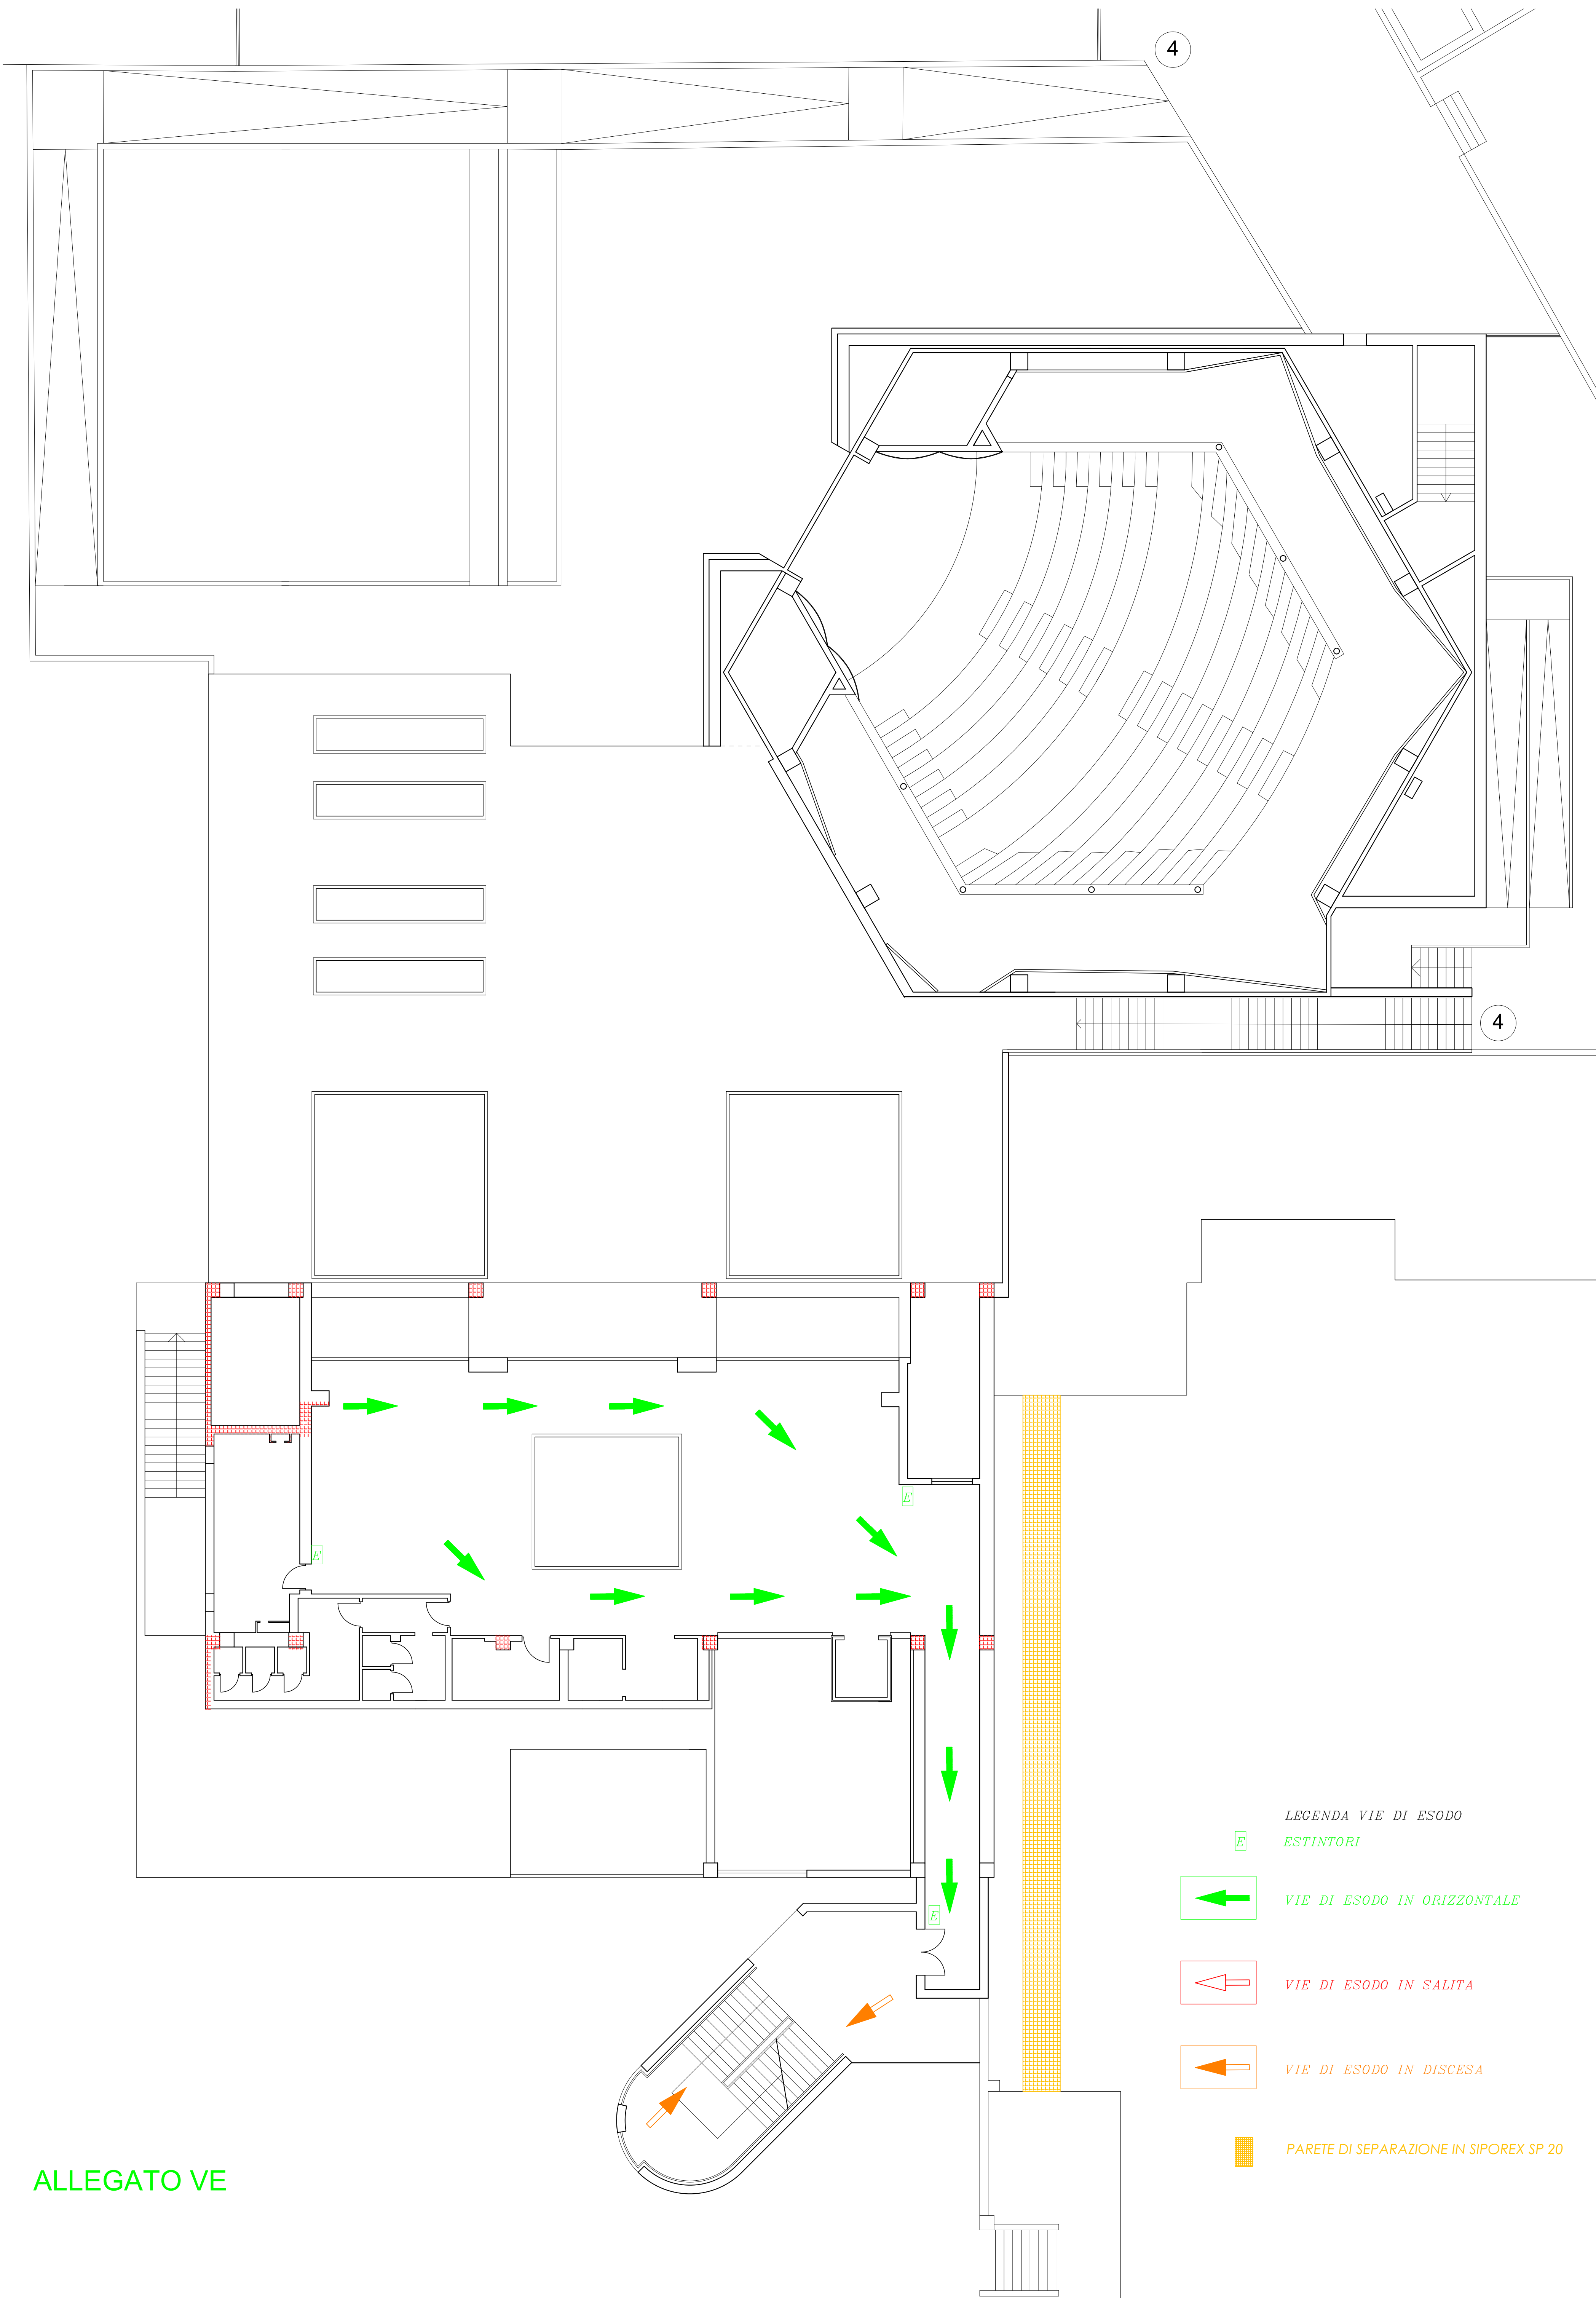 4
4
E
E
LEGENDA VIE DI ESODO
E ESTINTORI
VIE DI ESODO IN ORIZZONTALE
E
VIE DI ESODO IN SALITA
VIE DI ESODO IN DISCESA
PARETE DI SEPARAZIONE IN SIPOREX SP 20
ALLEGATO VE